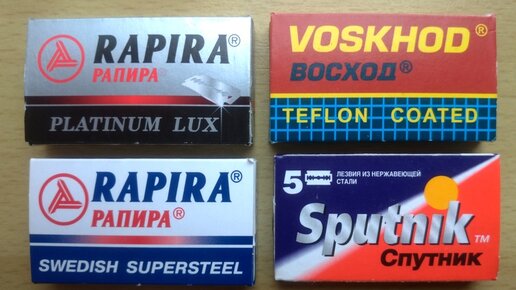 RAPIRA®
РАПИРА
PLATINUM LUX
VOSKHOD®
ВОСХОД®
TEFLON COATED
RAPIRA®
РАПИРА®
SWEDISH SUPERSTEEL
5 ЛЕЗВИЯ ИЗ НЕРЖАВЕЮЩЕЙ
СТАЛИ
Sputnik™
Спутник